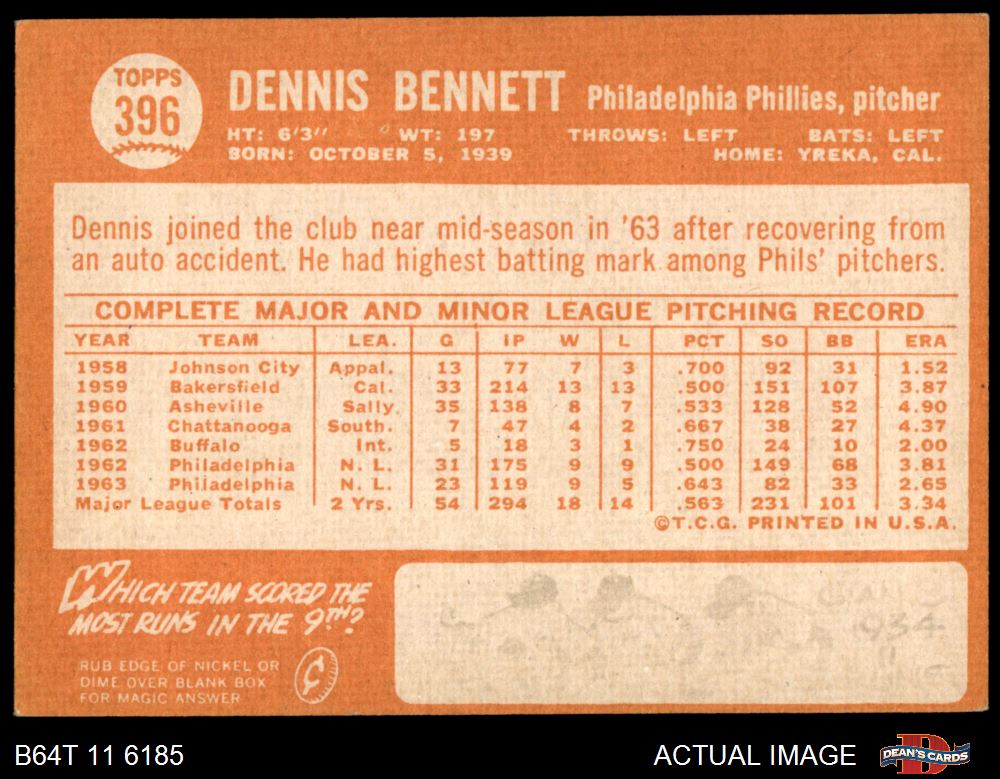 TOPPS
396
DENNIS BENNETT Philadelphia Phillies, pitcher
HT: 6'3" WT: 197 THROWS: LEFT BATS: LEFT
BORN: OCTOBER 5, 1939 HOME: YREKA, CAL.
Dennis joined the club near mid-season in '63 after recovering from
an auto accident. He had highest batting mark among Phils' pitchers.
COMPLETE MAJOR AND MINOR LEAGUE PITCHING RECORD
YEAR TEAM LEA. G IP W L PCT SO BB ERA
1958 Johnson City Appal. 13 77 7 3 .700 92 31 1.52
1959 Bakersfield Cal. 33 214 13 13 .500 151 107 3.87
1960 Asheville Sally. 35 138 8 7 .533 128 52 4.90
1961 Chattanooga South. 7 47 4 2 .667 38 27 4.37
1962 Buffalo Int. 5 18 3 1 .750 24 10 2.00
1962 Philadelphia N. L. 31 175 9 9 .500 149 68 3.81
1963 Philadelphia N. L. 23 119 9 5 .643 82 33 2.65
Major League Totals 2 Yrs. 54 294 18 14 .563 231 101 3.34
©T.C.G. PRINTED IN U.S.A.
WHICH TEAM SCORED THE
MOST RUNS IN THE 9TH?
RUB EDGE OF NICKEL OR
DIME OVER BLANK BOX
FOR MAGIC ANSWER
B64T 11 6185 ACTUAL IMAGE DEAN'S CARDS